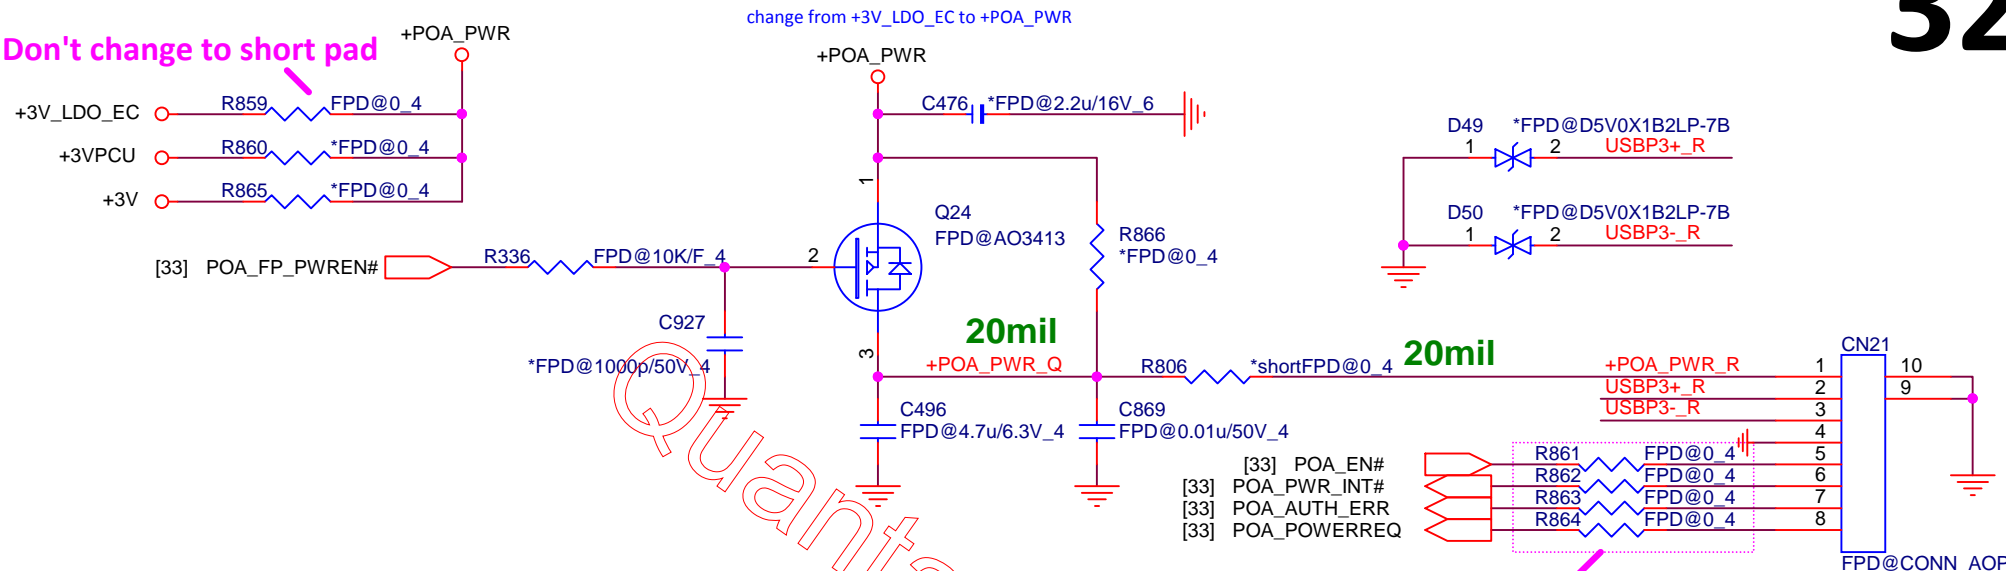 change from +3V_LDO_EC to +POA_PWR
32
Don't change to short pad
+POA_PWR
+3V_LDO_EC
R859
FPD@0_4
+3VPCU
R860
*FPD@0_4
+3V
R865
*FPD@0_4
+POA_PWR
C476
*FPD@2.2u/16V_6
1
Q24
FPD@AO3413
R866
*FPD@0_4
[33] POA_FP_PWREN#
R336
FPD@10K/F_4
2
C927
*FPD@1000p/50V_4
3
20mil
+POA_PWR_Q
R806
*shortFPD@0_4
20mil
C496
FPD@4.7u/6.3V_4
C869
FPD@0.01u/50V_4
D49
*FPD@D5V0X1B2LP-7B
1
2
USBP3+_R
D50
*FPD@D5V0X1B2LP-7B
1
2
USBP3-_R
CN21
+POA_PWR_R
1
10
USBP3+_R
2
9
USBP3-_R
3
4
[33] POA_EN#
R861
FPD@0_4
5
[33] POA_PWR_INT#
R862
FPD@0_4
6
[33] POA_AUTH_ERR
R863
FPD@0_4
7
[33] POA_POWERREQ
R864
FPD@0_4
8
FPD@CONN AOP
Quanta